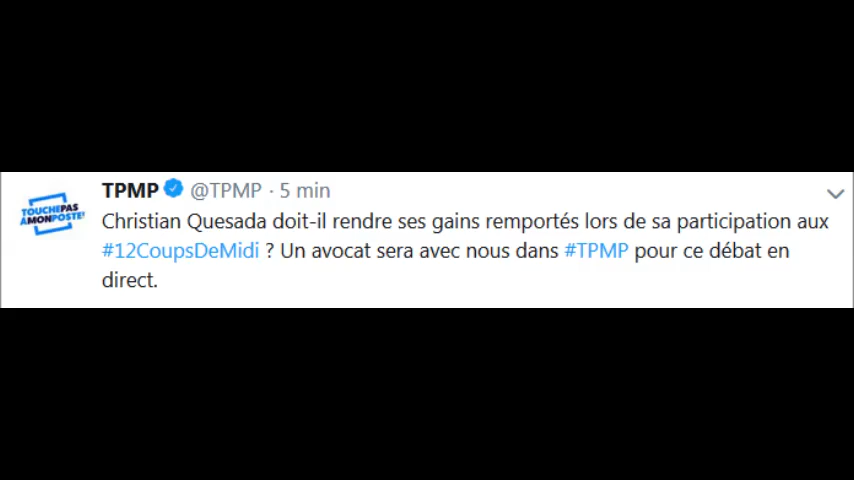 TOUCHE PAS
À MON POSTE!
TPMP @TPMP · 5 min
Christian Quesada doit-il rendre ses gains remportés lors de sa participation aux
#12CoupsDeMidi ? Un avocat sera avec nous dans #TPMP pour ce débat en
direct.